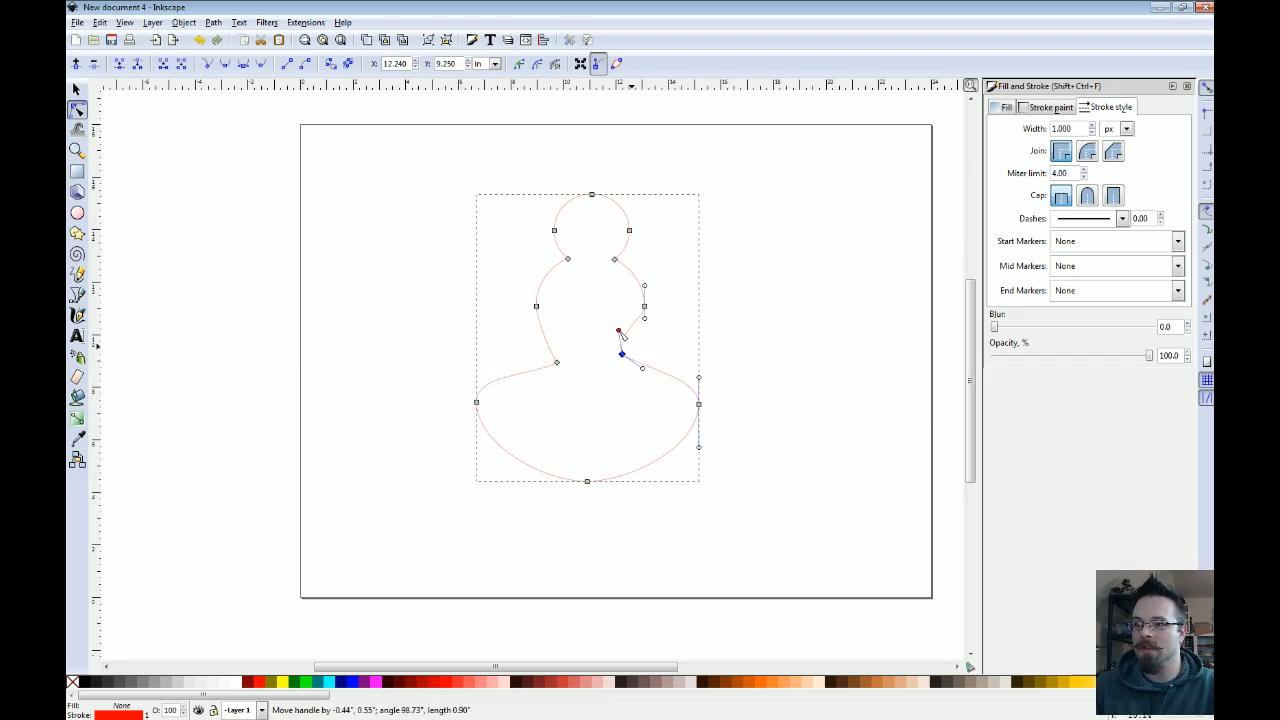 New document 4 - Inkscape
File Edit View Layer Object Path Text Filters Extensions Help
X: 12.240 Y: 9.250 in
Fill and Stroke (Shift+Ctrl+F)
Fill Stroke paint Stroke style
Width: 1.000 px
Join:
Miter limit: 4.00
Cap:
Dashes: 0.00
Start Markers: None
Mid Markers: None
End Markers: None
Blur:
0.0
Opacity, %
100.0
Fill: None
Stroke: 1
O: 100
Layer 1
Move handle by -0.44", 0.55"; angle 98.73°, length 0.90"